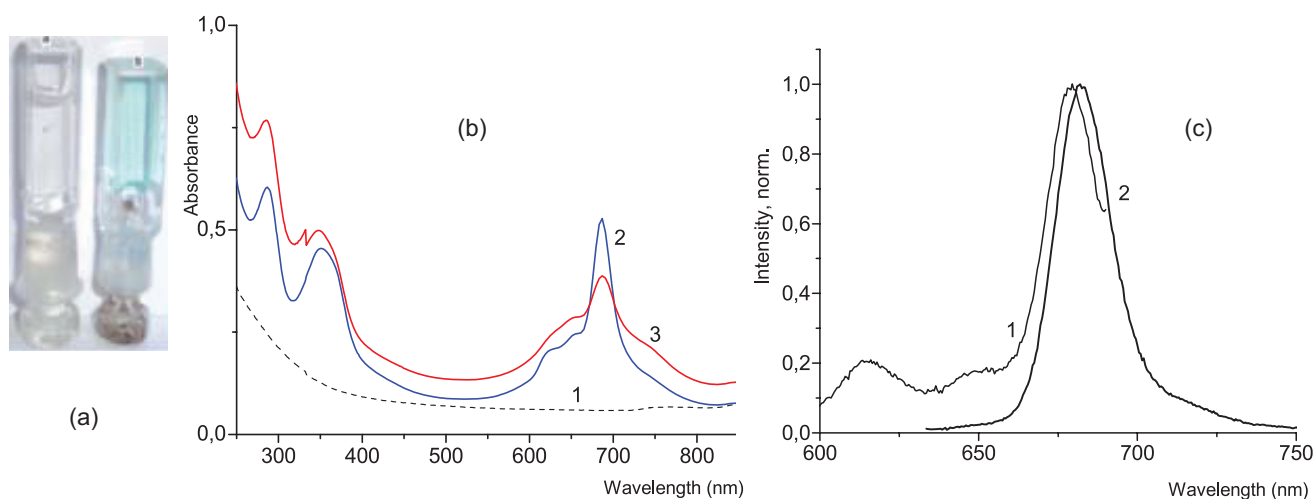 (a)
1,0
0,5
0,0
Absorbance
(b)
2
3
1
300 400 500 600 700 800
Wavelength (nm)
1,0
0,8
0,6
0,4
0,2
0,0
Intensity, norm.
(c)
2
1
600 650 700 750
Wavelength (nm)